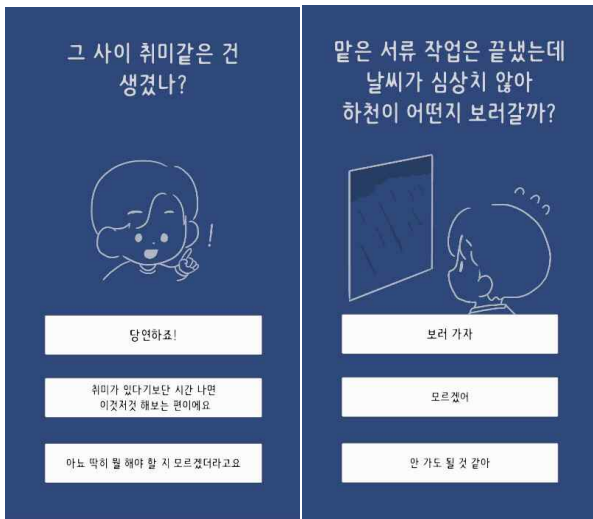 그 사이 취미같은 건
생겼나?
당연하죠!
취미가 있다기보단 시간 나면
이것저것 해보는 편이에요
아뇨 딱히 뭘 해야 할 지 모르겠더라고요
맡은 서류 작업은 끝냈는데
날씨가 심상치 않아
하천이 어떤지 보러갈까?
보러 가자
모르겠어
안 가도 될 것 같아